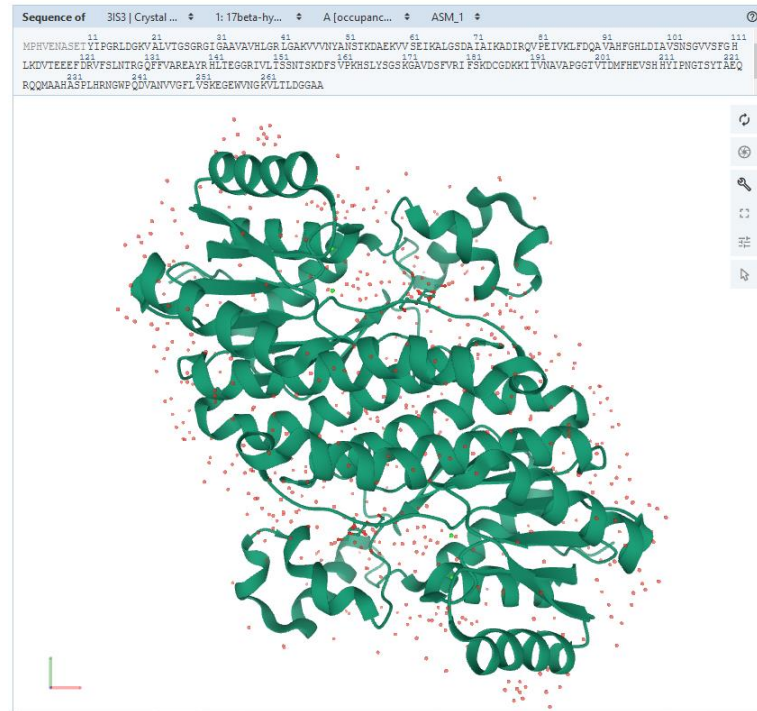 Sequence of 3IS3 | Crystal ... 1: 17beta-hy... A [occupanc... ASM_1
11 21 31 41 51 61 71 81 91 101 111
MPHVENASETYIPGRLDGKVALVTGSGRGIGAAVAVHLGRLGAKVVVNYANSTKDAEKVVSEIKALGSDAIAIKADIRQVPEIVKLFDQAVAHFGHLDIAVSNSGVVSFGH
121 131 141 151 161 171 181 191 201 211 221
LKDVTEEEFDRVFSLNTRGQFFVAREAYRHLTEGGRIVLTSSNTSKDFSVPKHSLYSGSKGAVDSFVRIFSKDCGDKKITVNAVAPGGTVTDMFHEVSHHYIPNGTSYTAEQ
231 241 251 261
RQQMAAHASPLHRNGWPQDVANVVGFLVSKEGEWVNGKVLTLDGGAA